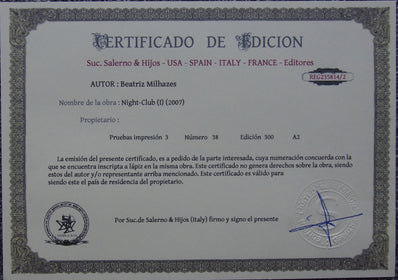 CERTIFICADO DE EDICION
Suc. Salerno & Hijos - USA - SPAIN - ITALY - FRANCE - Editores
REG235814/2
AUTOR : Beatriz Milhazes
Nombre de la obra : Night-Club (I) (2007)
Propietario :
Pruebas impresión 3 Número 38 Edición 300 A2
La emisión del presente certificado, es a pedido de la parte interesada, cuya numeración concuerda con la
que se encuentra inscripta a lápiz en la misma obra. Este certificado no genera derechos sobre la obra, siendo
estos del autor y/o representante arriba mencionado. Este certificado es válido para
siendo este el país de residencia del propietario.
Por Suc.de Salerno & Hijos (Italy) firmo y signo el presente